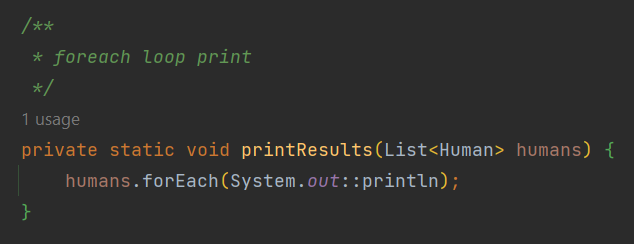 /**
 * foreach loop print
 */
1 usage
private static void printResults(List<Human> humans) {
    humans.forEach(System.out::println);
}